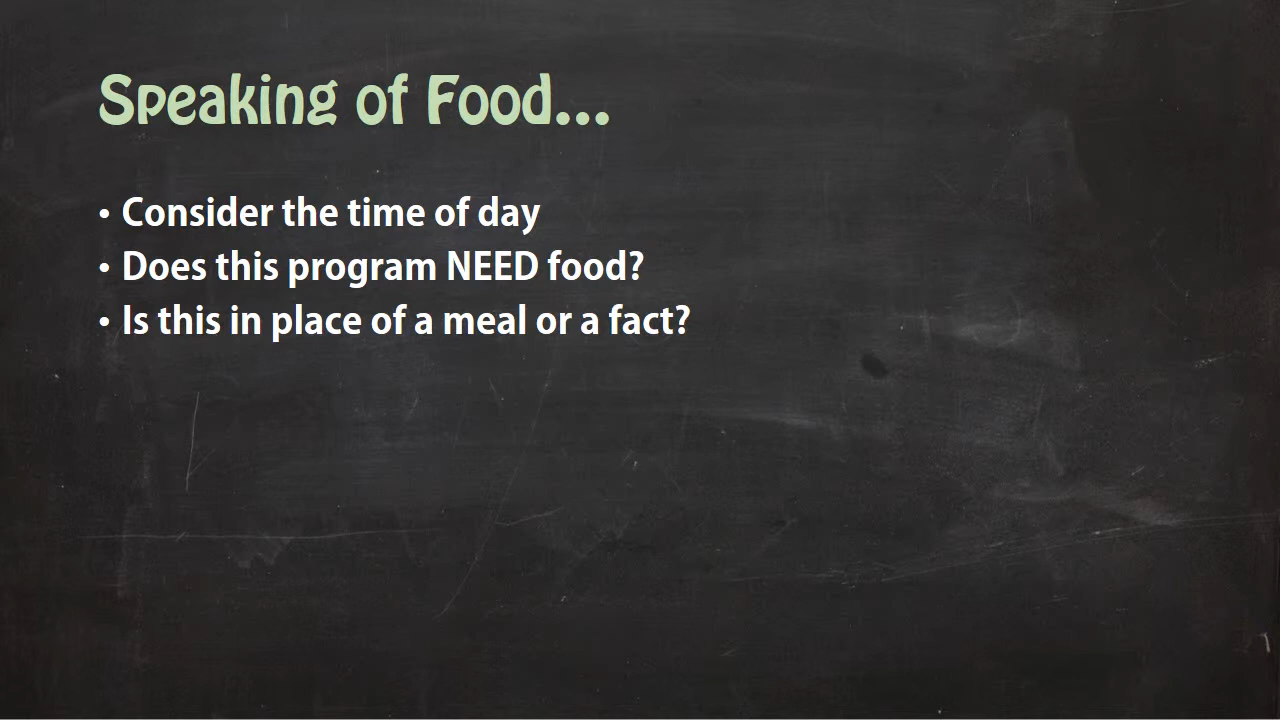 Speaking of Food...
• Consider the time of day
• Does this program NEED food?
• Is this in place of a meal or a fact?